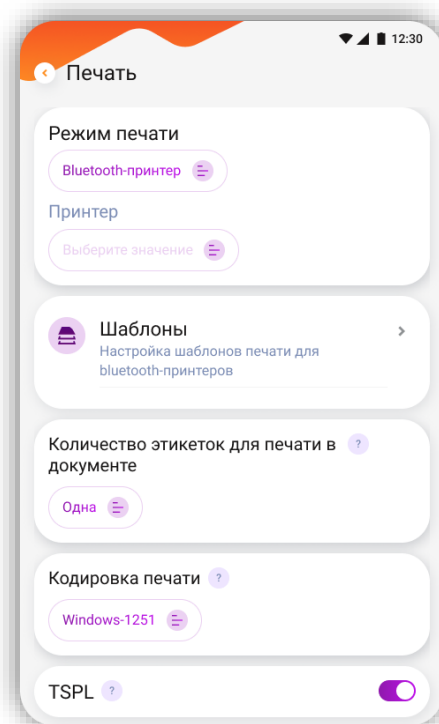 12:30
Печать
Режим печати
Bluetooth-принтер
Принтер
Выберите значение
Шаблоны
Настройка шаблонов печати для
bluetooth-принтеров
Количество этикеток для печати в ?
документе
Одна
Кодировка печати ?
Windows-1251
TSPL ?